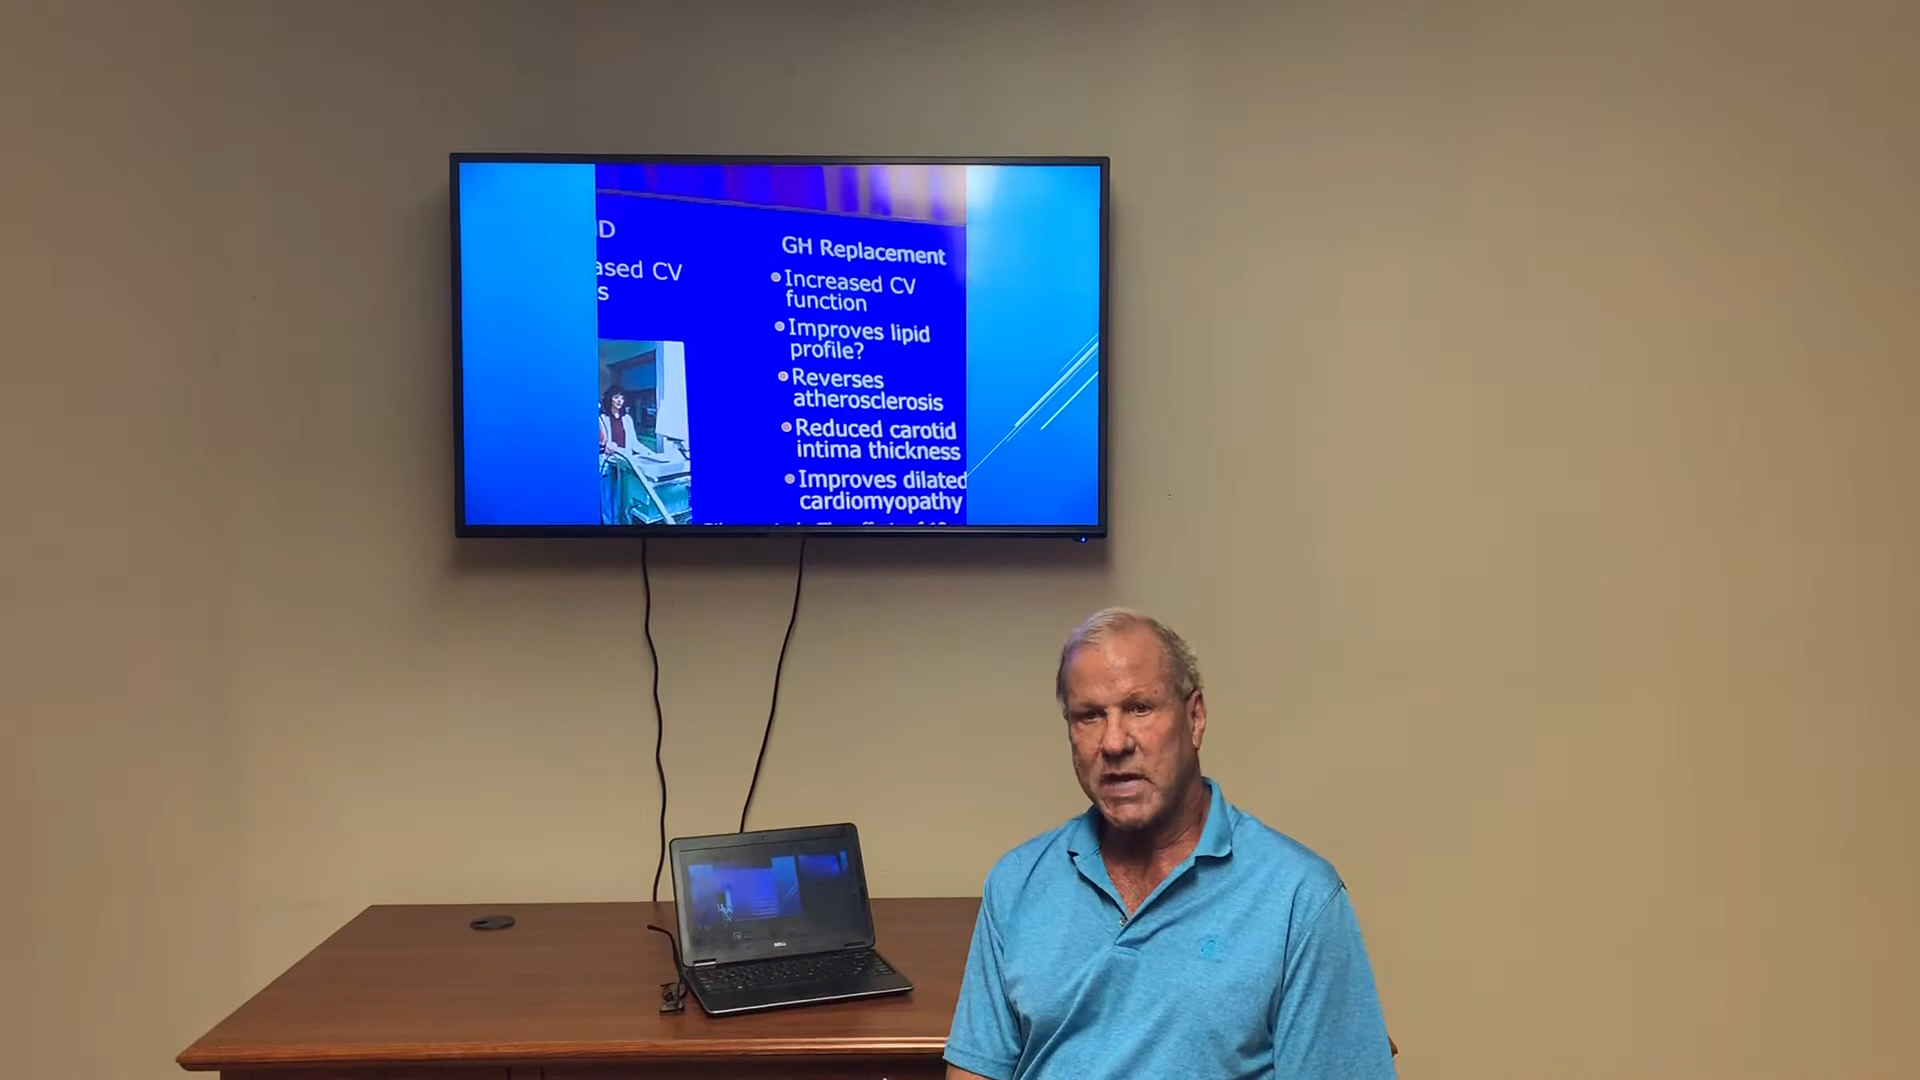 D
ased CV
s
GH Replacement
Increased CV
function
Improves lipid
profile?
Reverses
atherosclerosis
Reduced carotid
intima thickness
Improves dilated
cardiomyopathy
DELL